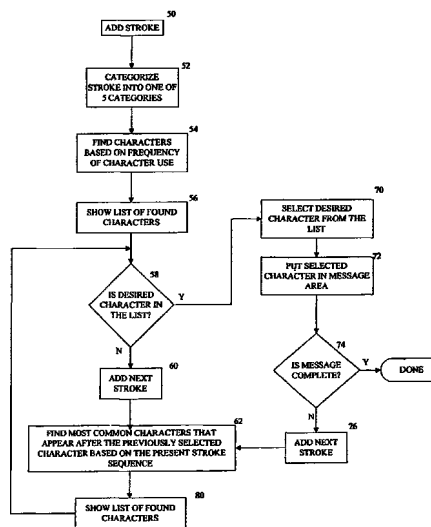 50
ADD STROKE
52
CATEGORIZE
STROKE INTO ONE OF
5 CATEGORIES
54
FIND CHARACTERS
BASED ON FREQUENCY
OF CHARACTER USE
56
SHOW LIST OF FOUND
CHARACTERS
58
IS DESIRED
CHARACTER IN
THE LIST?
Y
N
60
ADD NEXT
STROKE
62
FIND MOST COMMON CHARACTERS THAT
APPEAR AFTER THE PREVIOUSLY SELECTED
CHARACTER BASED ON THE PRESENT STROKE
SEQUENCE
80
SHOW LIST OF FOUND
CHARACTERS
70
SELECT DESIRED
CHARACTER FROM THE
LIST
72
PUT SELECTED
CHARACTER IN MESSAGE
AREA
74
IS MESSAGE
COMPLETE?
Y
DONE
N
26
ADD NEXT
STROKE